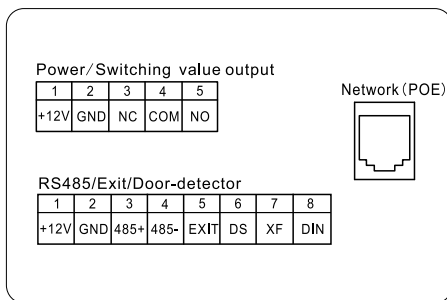 Power/Switching value output
1 2 3 4 5
+12V GND NC COM NO
Network(POE)
RS485/Exit/Door-detector
1 2 3 4 5 6 7 8
+12V GND 485+ 485- EXIT DS XF DIN